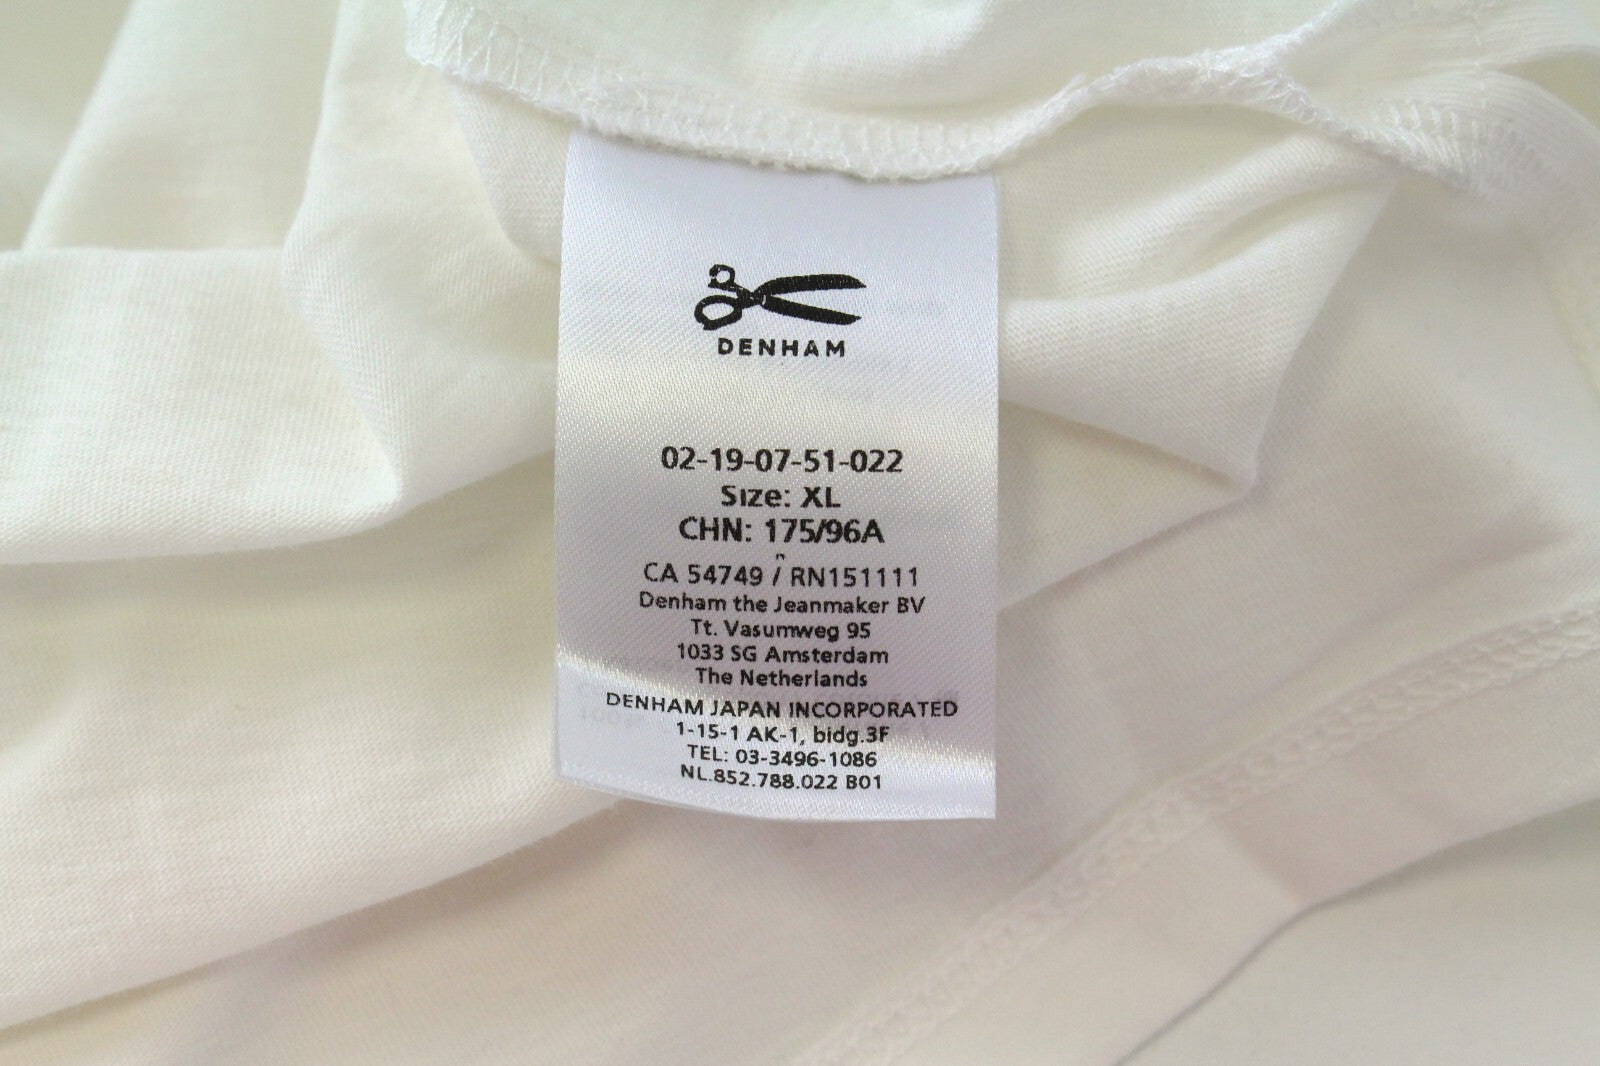 DENHAM
02-19-07-51-022
Size: XL
CHN: 175/96A
CA 54749 / RN151111
Denham the Jeanmaker BV
Tt. Vasumweg 95
1033 SG Amsterdam
The Netherlands
DENHAM JAPAN INCORPORATED
1-15-1 AK-1, bidg.3F
TEL: 03-3496-1086
NL.852.788.022 B01